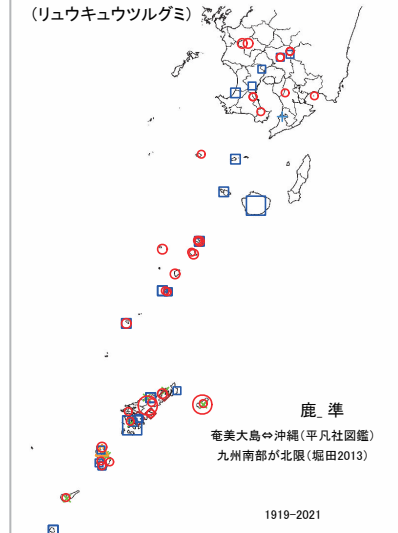 (リュウキュウツルグミ)
鹿_準
奄美大島⇔沖縄(平凡社図鑑)
九州南部が北限(堀田2013)
1919-2021